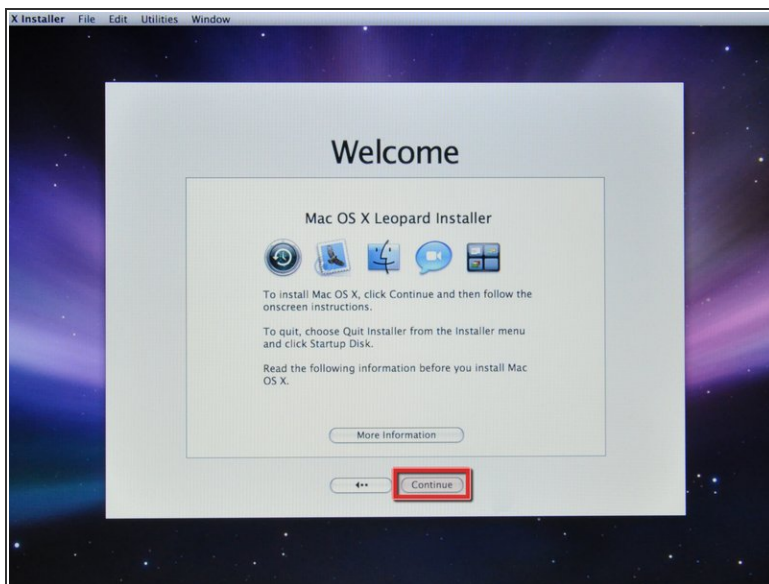 X Installer File Edit Utilities Window
Welcome
Mac OS X Leopard Installer
To install Mac OS X, click Continue and then follow the
onscreen instructions.
To quit, choose Quit Installer from the Installer menu
and click Startup Disk.
Read the following information before you install Mac
OS X.
More Information
Continue